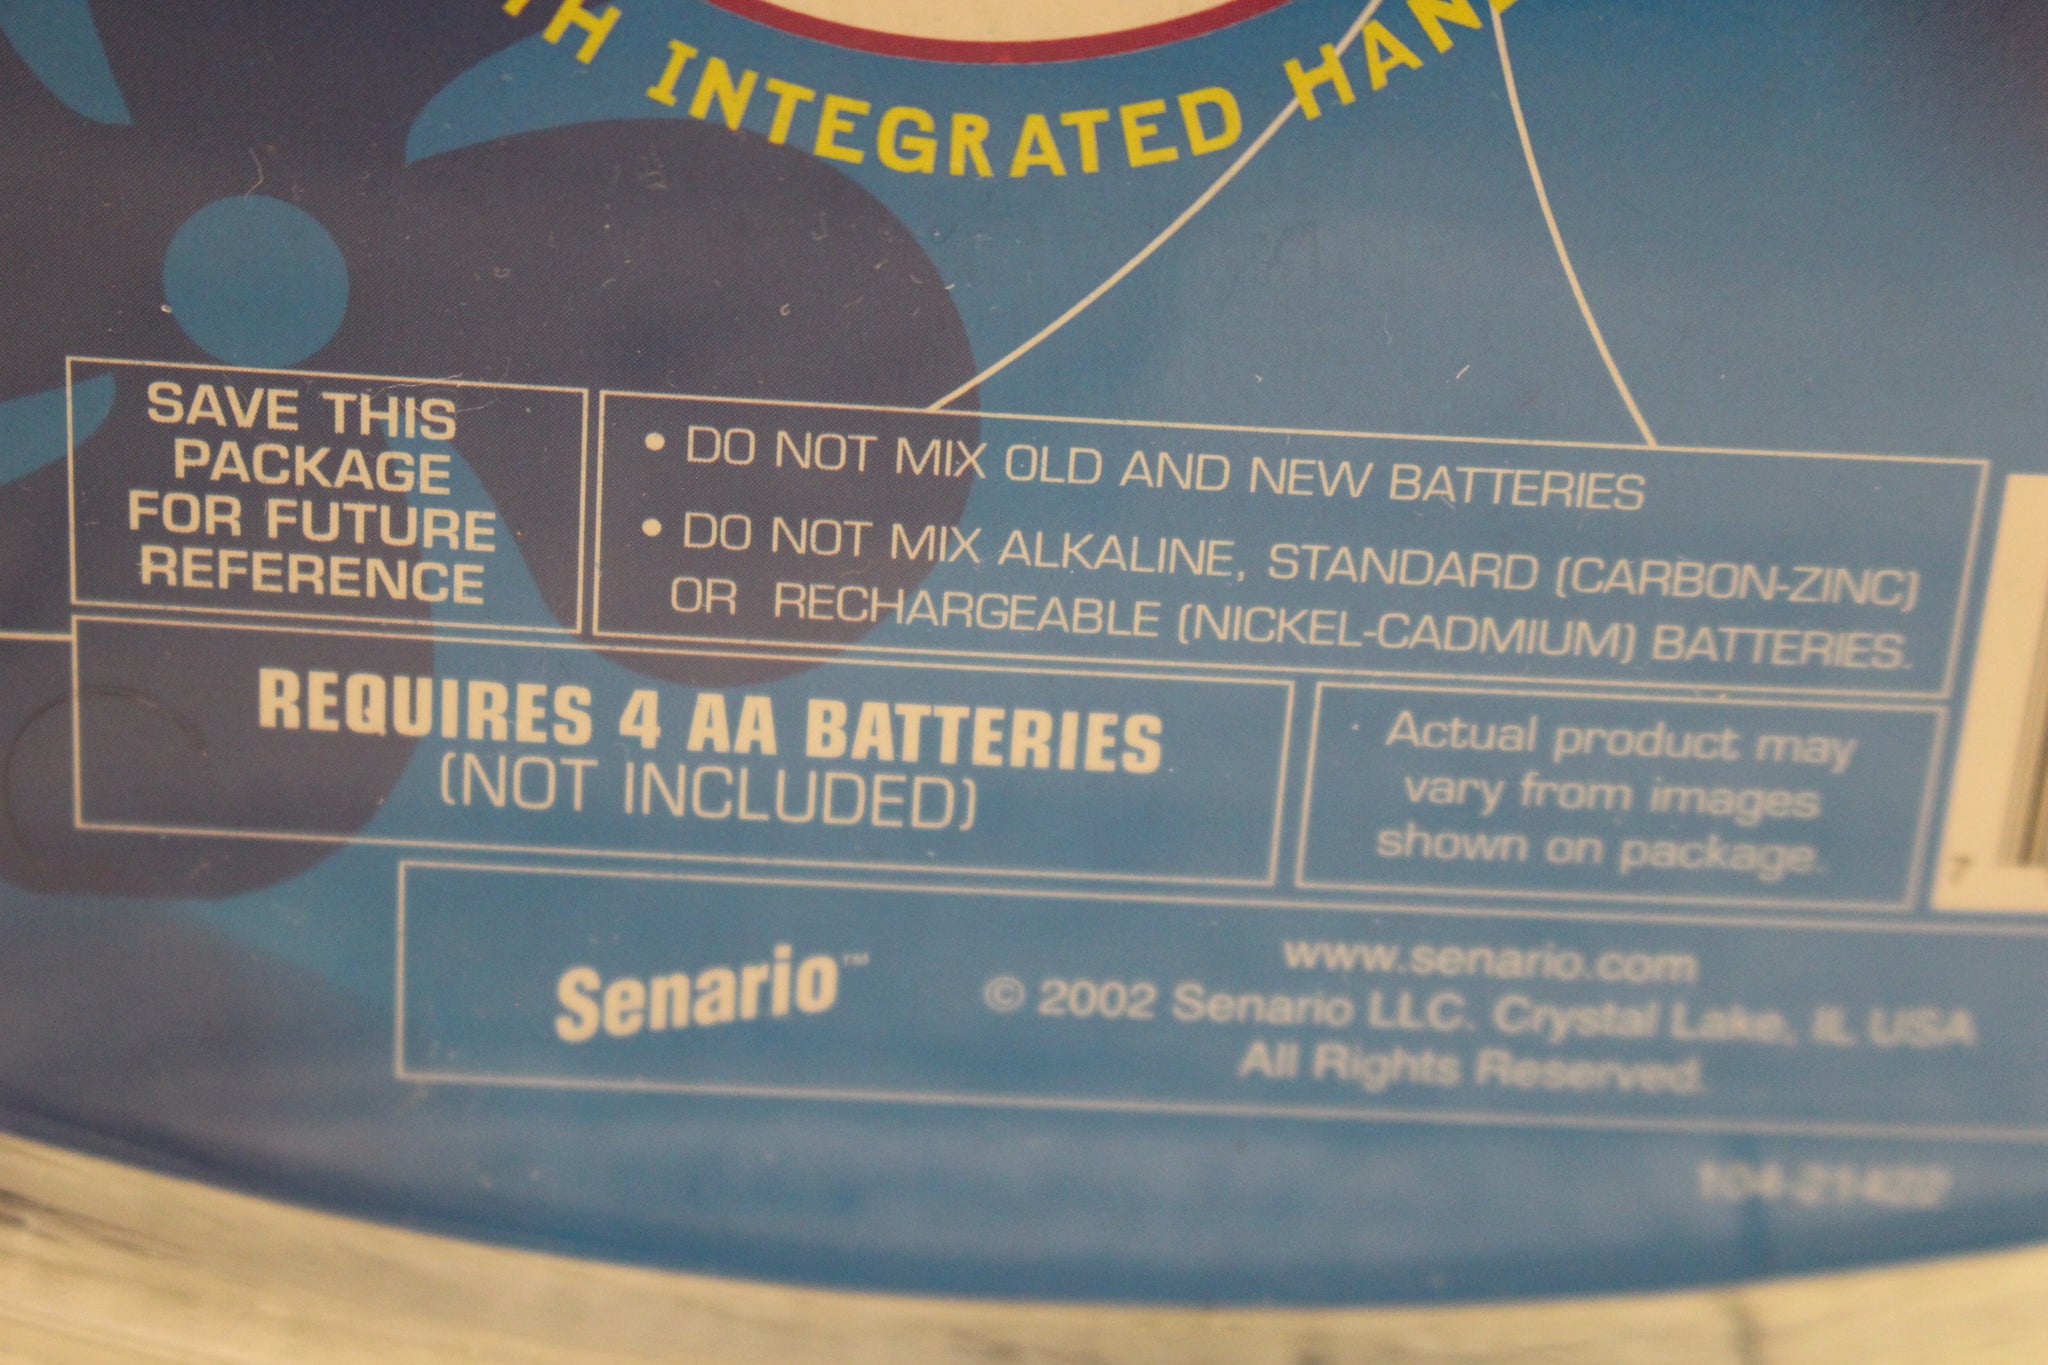 INTEGRATED
SAVE THIS
PACKAGE
FOR FUTURE
REFERENCE
• DO NOT MIX OLD AND NEW BATTERIES
• DO NOT MIX ALKALINE, STANDARD (CARBON-ZINC)
OR RECHARGEABLE (NICKEL-CADMIUM) BATTERIES.
REQUIRES 4 AA BATTERIES
(NOT INCLUDED)
Actual product may
vary from images
shown on package.
7
Senario™
www.senario.com
© 2002 Senario LLC. Crystal Lake, IL USA
All Rights Reserved.